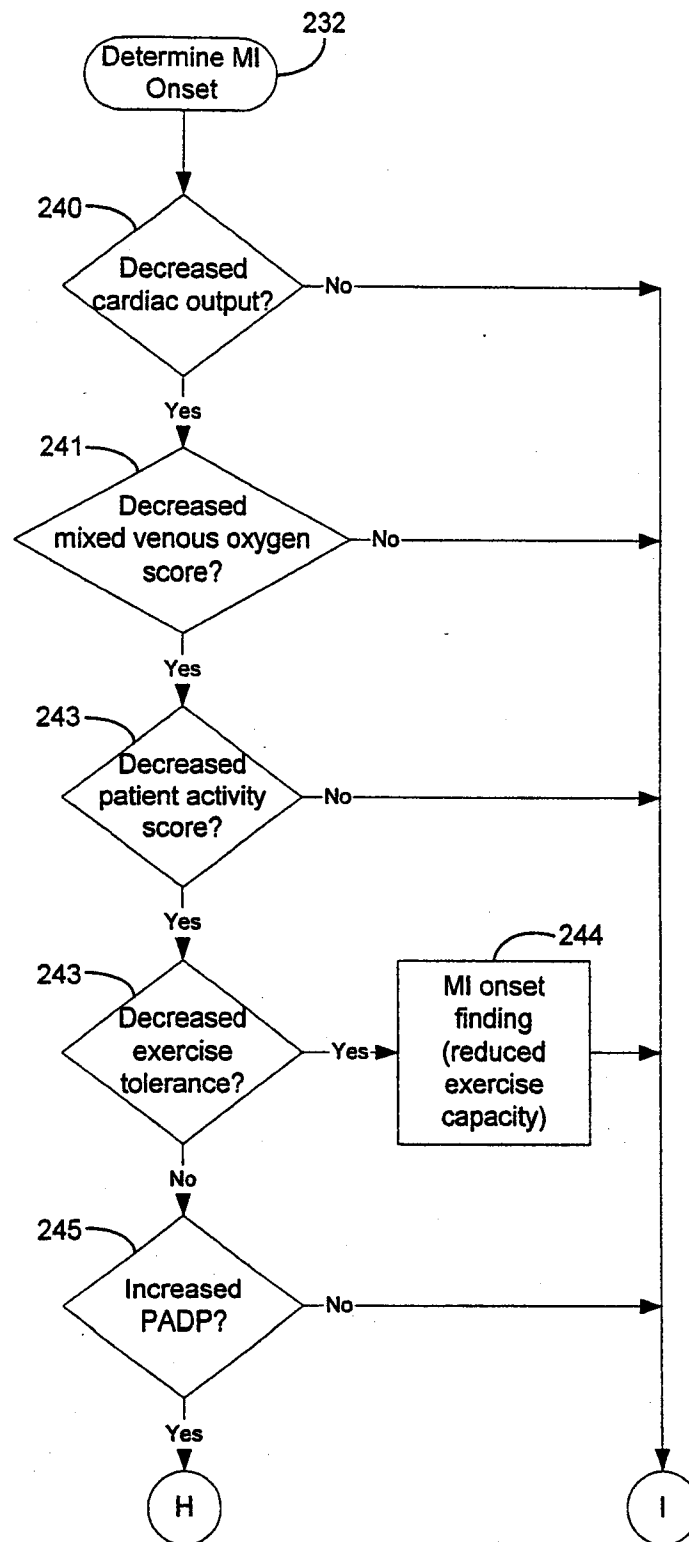 232
Determine MI
Onset
240
Decreased
cardiac output?
No
Yes
241
Decreased
mixed venous oxygen
score?
No
Yes
243
Decreased
patient activity
score?
No
Yes
243
Decreased
exercise
tolerance?
Yes
244
MI onset
finding
(reduced
exercise
capacity)
No
245
Increased
PADP?
No
Yes
H
I